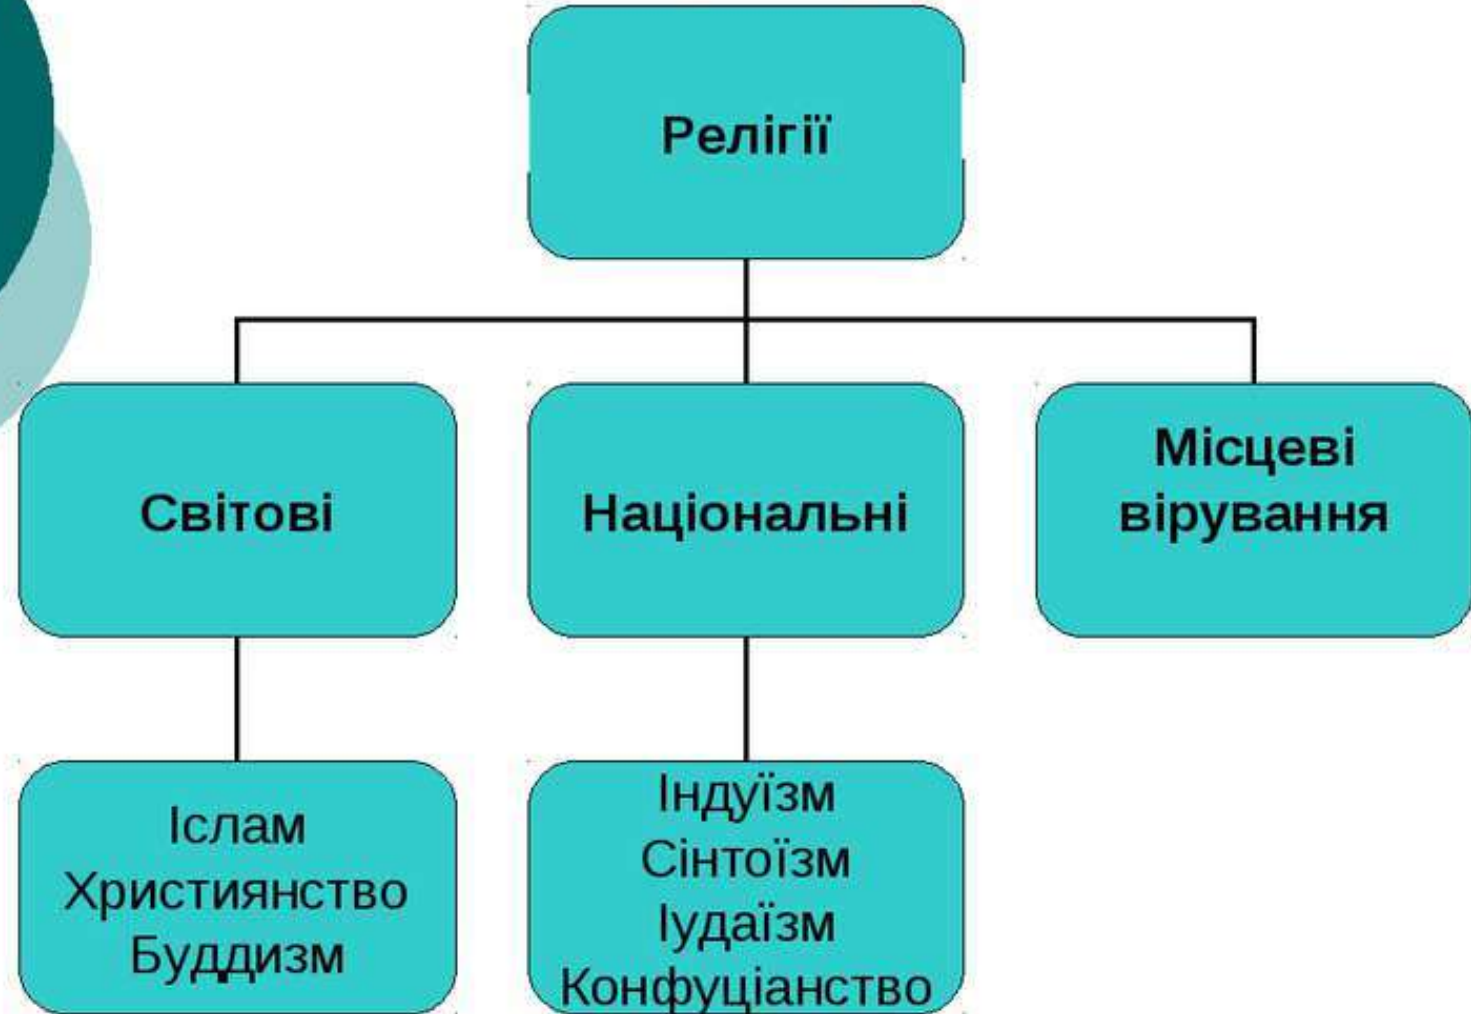 Релігії
Світові
Національні
Місцеві
вірування
Іслам
Християнство
Буддизм
Індуїзм
Сінтоїзм
Іудаїзм
Конфуціанство